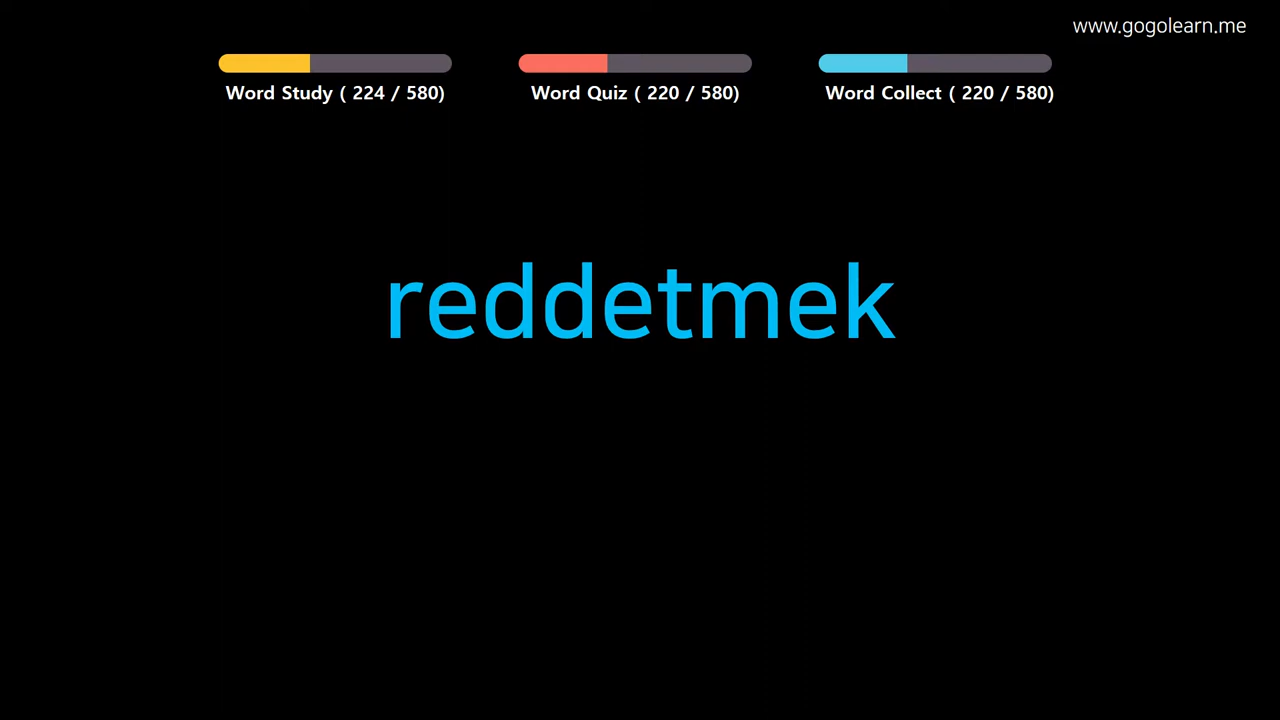 www.gogolearn.me
Word Study ( 224 / 580)
Word Quiz ( 220 / 580)
Word Collect ( 220 / 580)
reddetmek